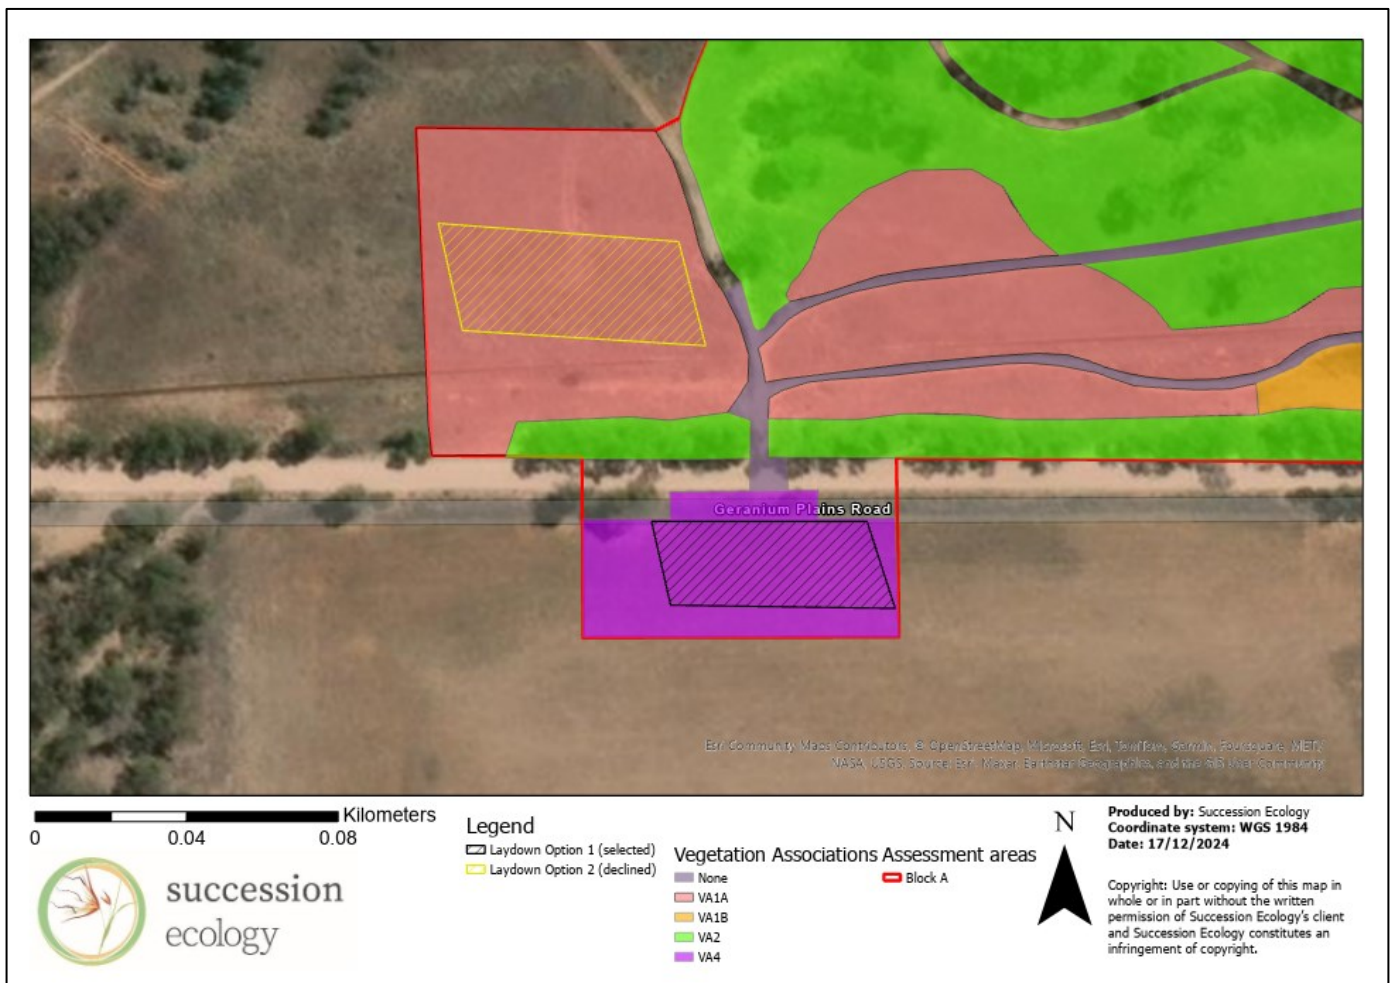 Geranium Plains Road
Esri Community Maps Contributors, © OpenStreetMap, Microsoft, Esri, TomTom, Garmin, Foursquare, METI/
NASA, USGS, Source: Esri, Maxar, Earthstar Geographics, and the GIS User Community
Kilometers
0 0.04 0.08
succession
ecology
Legend
Laydown Option 1 (selected)
Laydown Option 2 (declined)
Vegetation Associations
None
VA1A
VA1B
VA2
VA4
Assessment areas
Block A
N
Produced by: Succession Ecology
Coordinate system: WGS 1984
Date: 17/12/2024
Copyright: Use or copying of this map in
whole or in part without the written
permission of Succession Ecology's client
and Succession Ecology constitutes an
infringement of copyright.